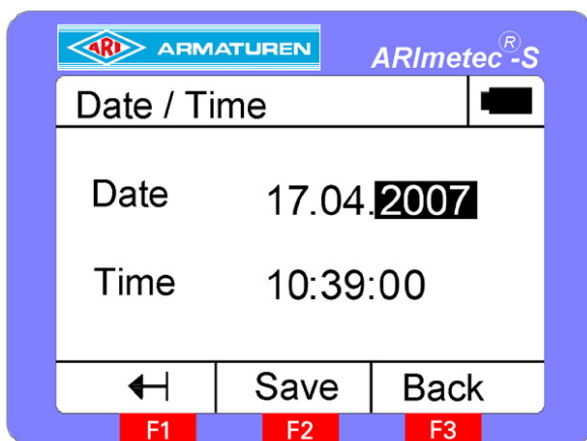 ARI ARMATUREN
ARImetec®-S
Date / Time
Date 17.04.2007
Time 10:39:00
Save Back
F1 F2 F3